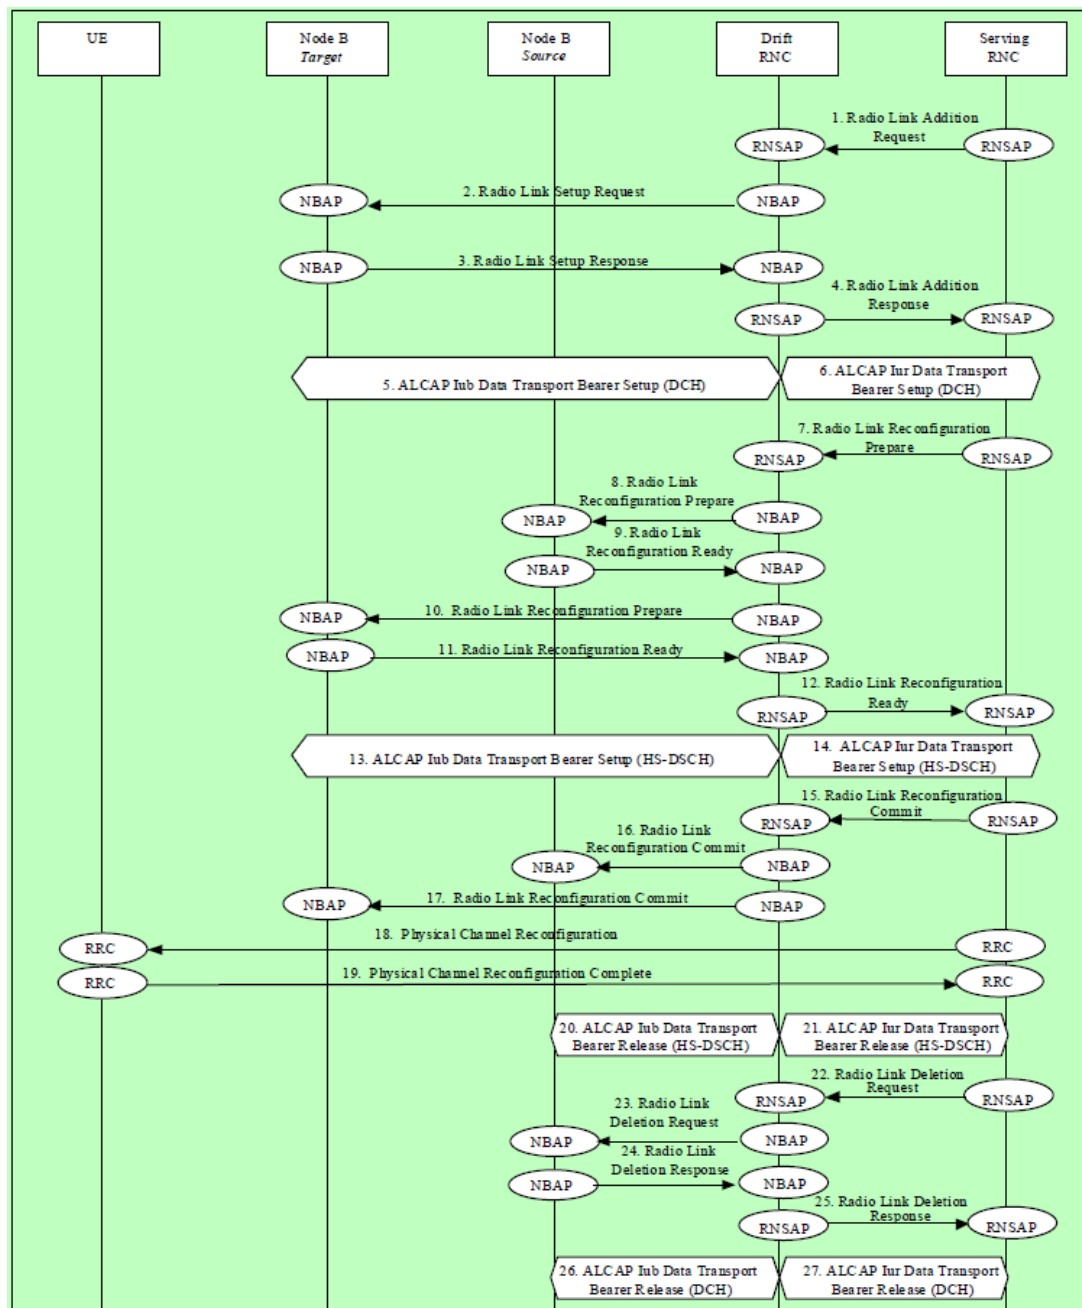 UE
Node B
Target
Node B
Source
Drift
RNC
Serving
RNC
1. Radio Link Addition
Request
RNSAP
RNSAP
2. Radio Link Setup Request
NBAP
NBAP
3. Radio Link Setup Response
NBAP
NBAP
4. Radio Link Addition
Response
RNSAP
RNSAP
5. ALCAP Iub Data Transport Bearer Setup (DCH)
6. ALCAP Iur Data Transport
Bearer Setup (DCH)
7. Radio Link Reconfiguration
Prepare
RNSAP
RNSAP
8. Radio Link
Reconfiguration Prepare
NBAP
NBAP
9. Radio Link
Reconfiguration Ready
NBAP
NBAP
10. Radio Link Reconfiguration Prepare
NBAP
NBAP
11. Radio Link Reconfiguration Ready
NBAP
NBAP
12. Radio Link Reconfiguration
Ready
RNSAP
RNSAP
13. ALCAP Iub Data Transport Bearer Setup (HS-DSCH)
14. ALCAP Iur Data Transport
Bearer Setup (HS-DSCH)
15. Radio Link Reconfiguration
Commit
RNSAP
RNSAP
16. Radio Link
Reconfiguration Commit
NBAP
NBAP
17. Radio Link Reconfiguration Commit
NBAP
NBAP
18. Physical Channel Reconfiguration
RRC
RRC
19. Physical Channel Reconfiguration Complete
RRC
RRC
20. ALCAP Iub Data Transport
Bearer Release (HS-DSCH)
21. ALCAP Iur Data Transport
Bearer Release (HS-DSCH)
22. Radio Link Deletion
Request
RNSAP
RNSAP
23. Radio Link
Deletion Request
NBAP
NBAP
24. Radio Link
Deletion Response
NBAP
NBAP
25. Radio Link Deletion
Response
RNSAP
RNSAP
26. ALCAP Iub Data Transport
Bearer Release (DCH)
27. ALCAP Iur Data Transport
Bearer Release (DCH)